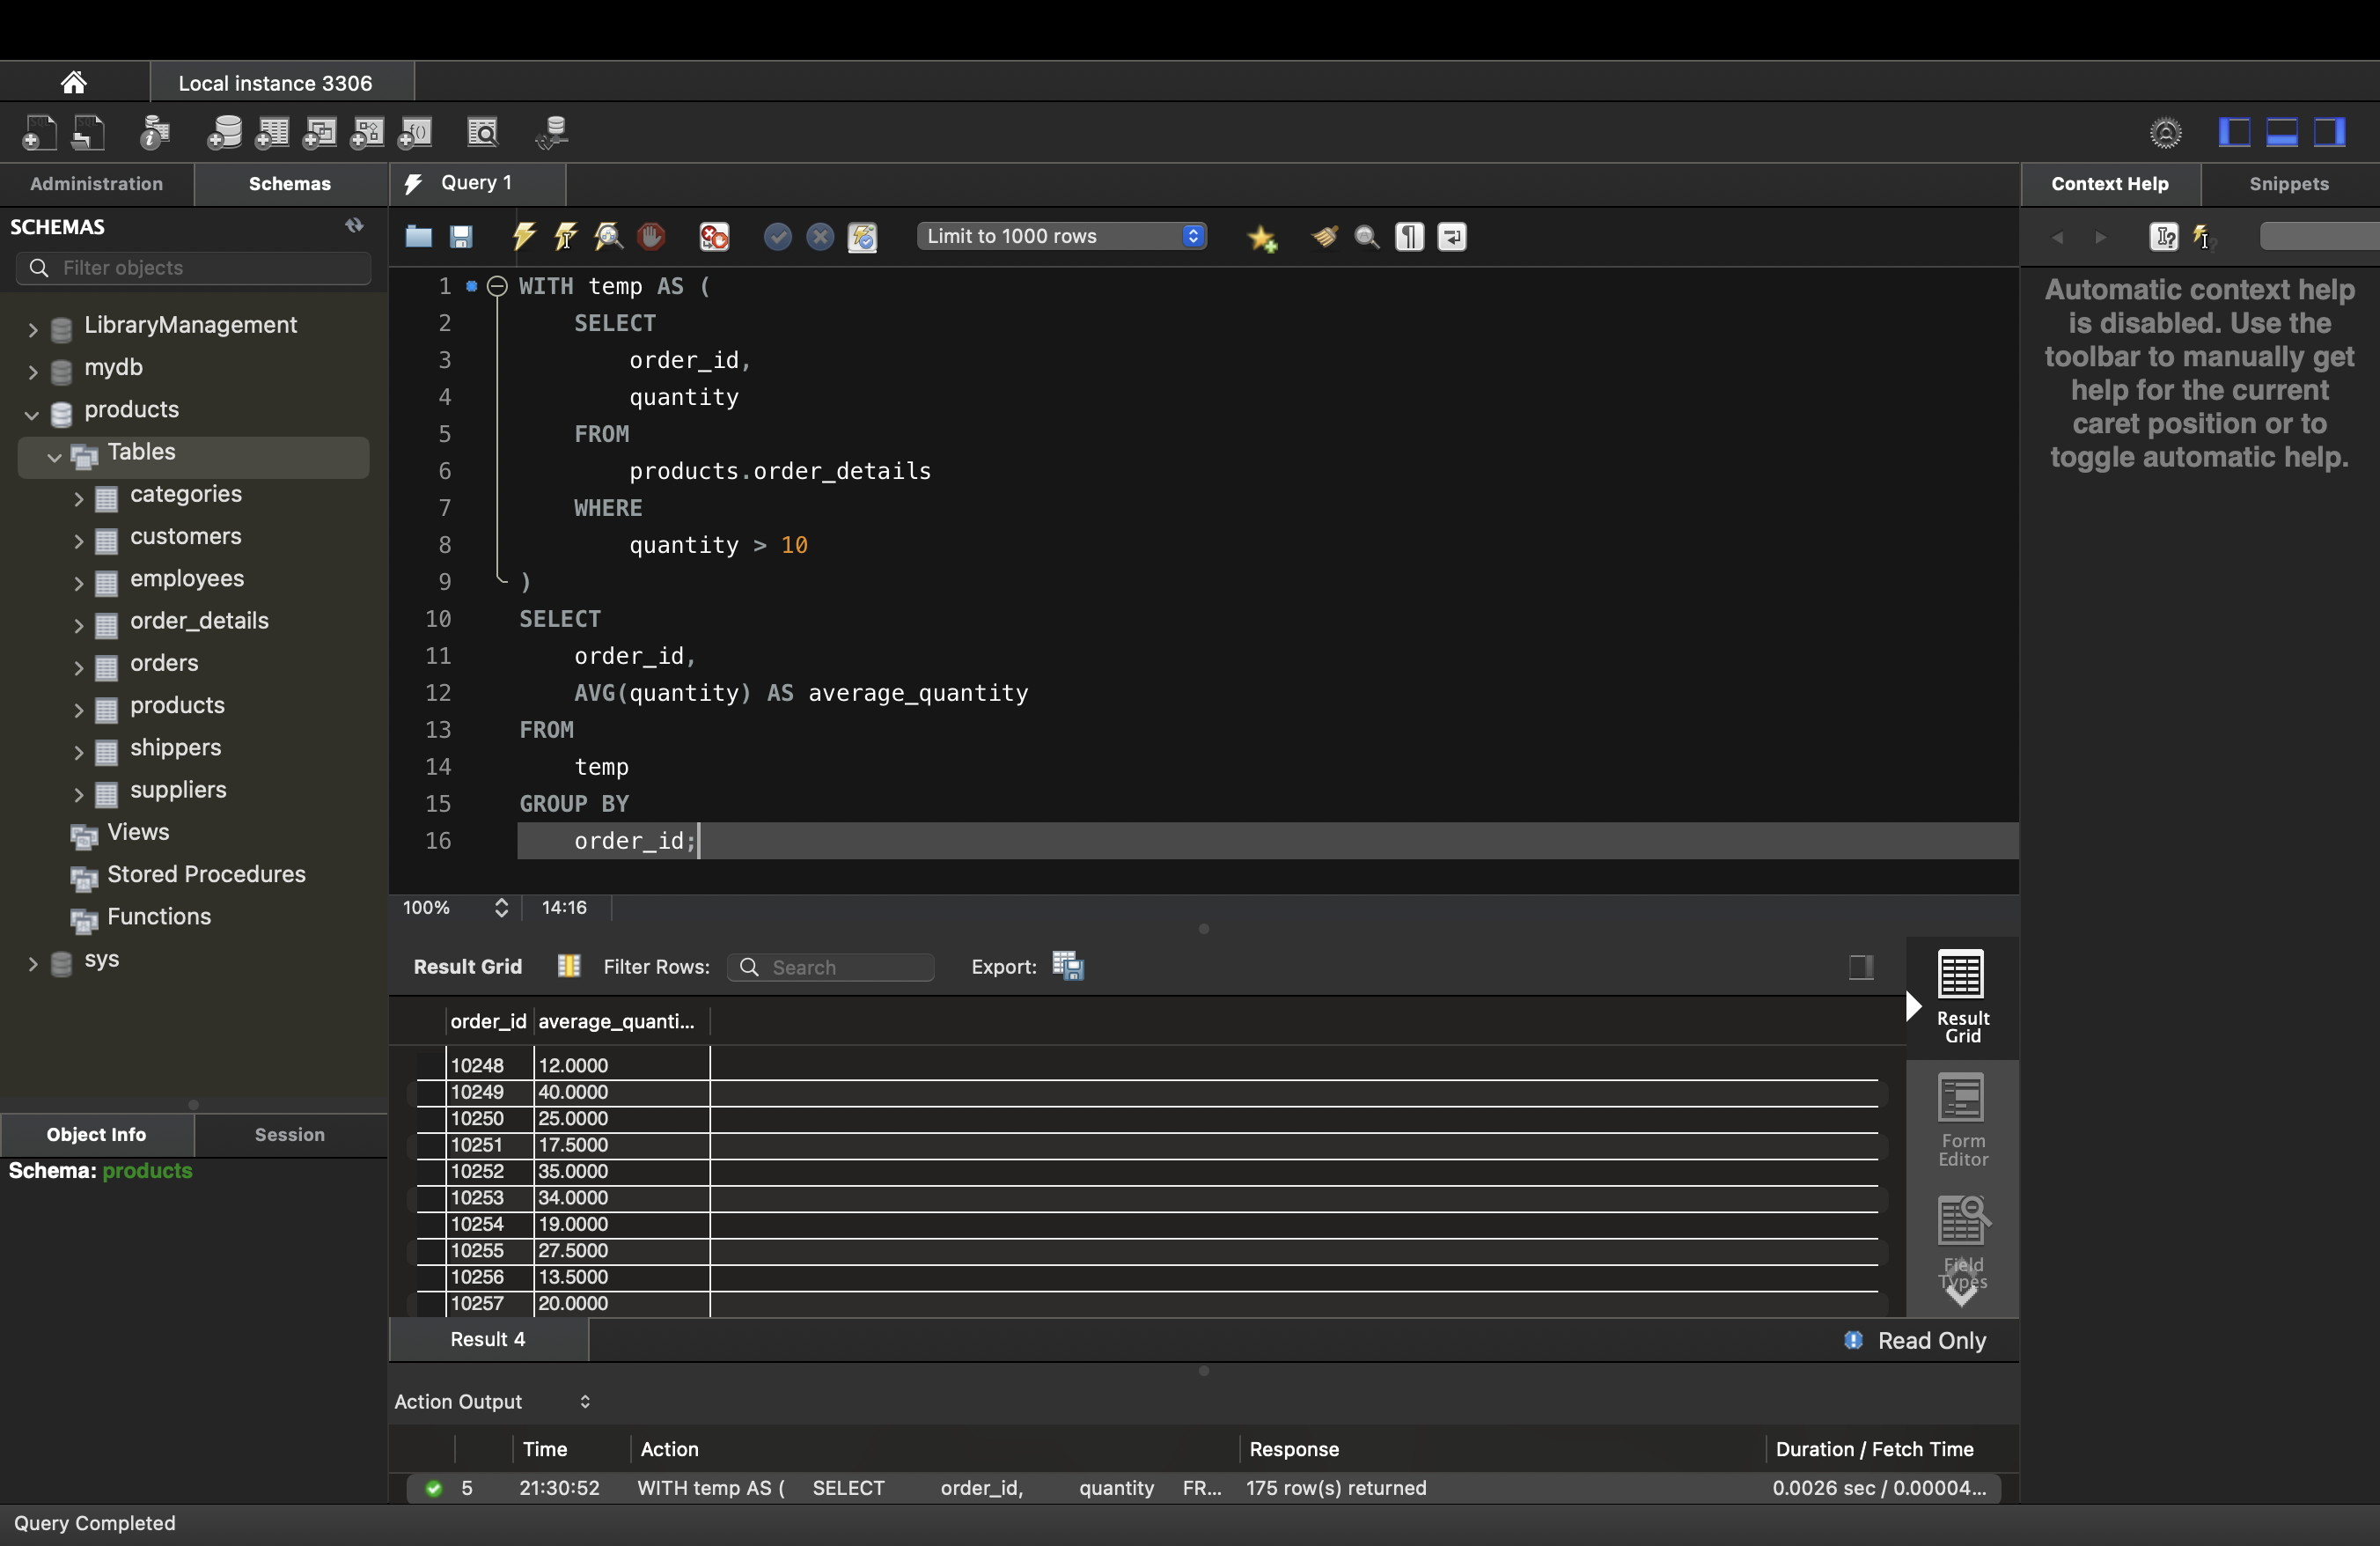 Local instance 3306
Administration
Schemas
Query 1
Context Help
Snippets
SCHEMAS
Filter objects
LibraryManagement
mydb
products
Tables
categories
customers
employees
order_details
orders
products
shippers
suppliers
Views
Stored Procedures
Functions
sys
Object Info
Session
Schema: products
Limit to 1000 rows
1 WITH temp AS (
2 SELECT
3 order_id,
4 quantity
5 FROM
6 products.order_details
7 WHERE
8 quantity > 10
9 )
10 SELECT
11 order_id,
12 AVG(quantity) AS average_quantity
13 FROM
14 temp
15 GROUP BY
16 order_id;
100% 14:16
Result Grid Filter Rows: Search Export:
order_id average_quanti...
10248 12.0000
10249 40.0000
10250 25.0000
10251 17.5000
10252 35.0000
10253 34.0000
10254 19.0000
10255 27.5000
10256 13.5000
10257 20.0000
Result
Grid
Form
Editor
Field
Types
Result 4
Read Only
Action Output
Time Action Response Duration / Fetch Time
5 21:30:52 WITH temp AS ( SELECT order_id, quantity FR... 175 row(s) returned 0.0026 sec / 0.00004...
Automatic context help
is disabled. Use the
toolbar to manually get
help for the current
caret position or to
toggle automatic help.
Query Completed